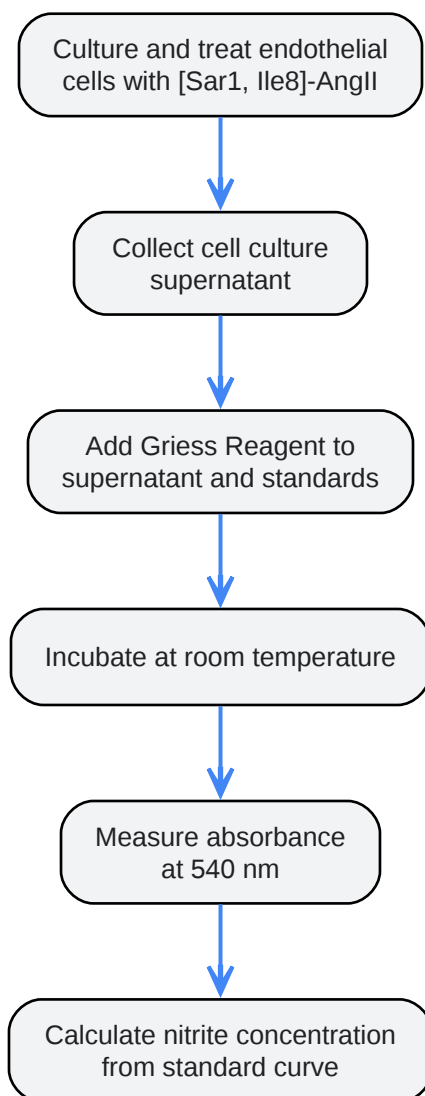 Culture and treat endothelial
cells with [Sar1, Ile8]-AngII
Collect cell culture
supernatant
Add Griess Reagent to
supernatant and standards
Incubate at room temperature
Measure absorbance
at 540 nm
Calculate nitrite concentration
from standard curve